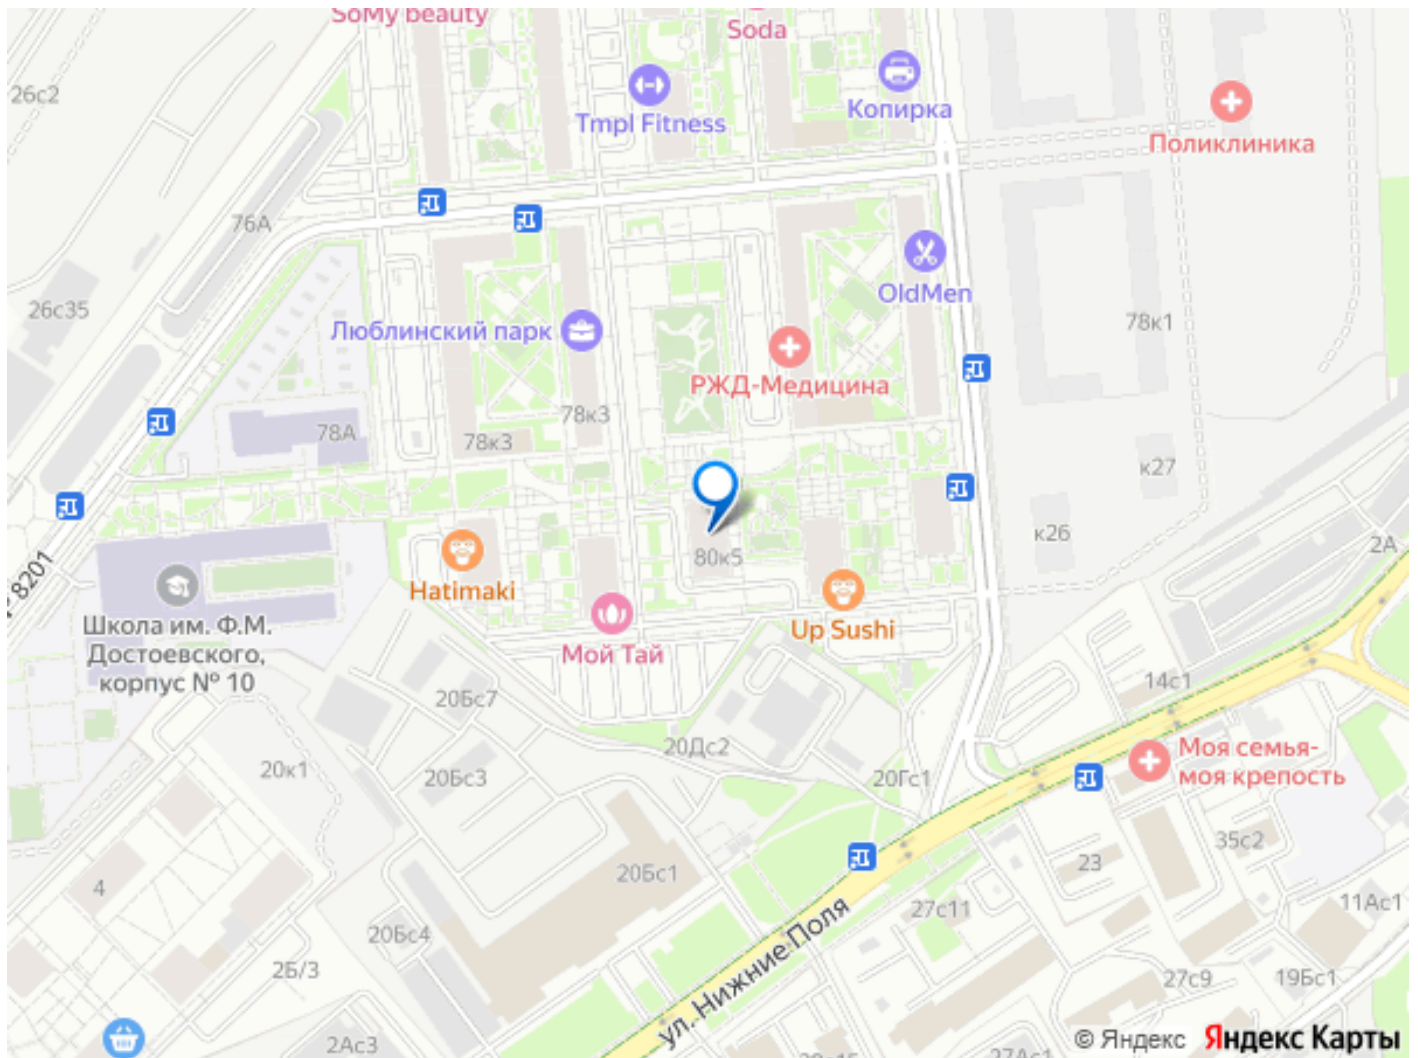 SoMy beauty
Soda
26с2
Tmpl Fitness
Копирка
Поликлиника
76А
26с35
OldMen
78к1
Люблинский парк
РЖД-Медицина
78к3
78А
78к3
к27
к26
2А
80к5
Hatimaki
Up Sushi
8201
Школа им. Ф.М.
Достоевского,
корпус № 10
Мой Тай
20Бс7
14с1
20Дс2
Моя семья-
моя крепость
20к1
20Бс3
20Гс1
35с2
23
20Бс1
4
11Ас1
27с11
20Бс4
ул. Нижние Поля
2Б/3
27с9
19Бс1
2Ас3
27Ас1
© Яндекс Яндекс Карты